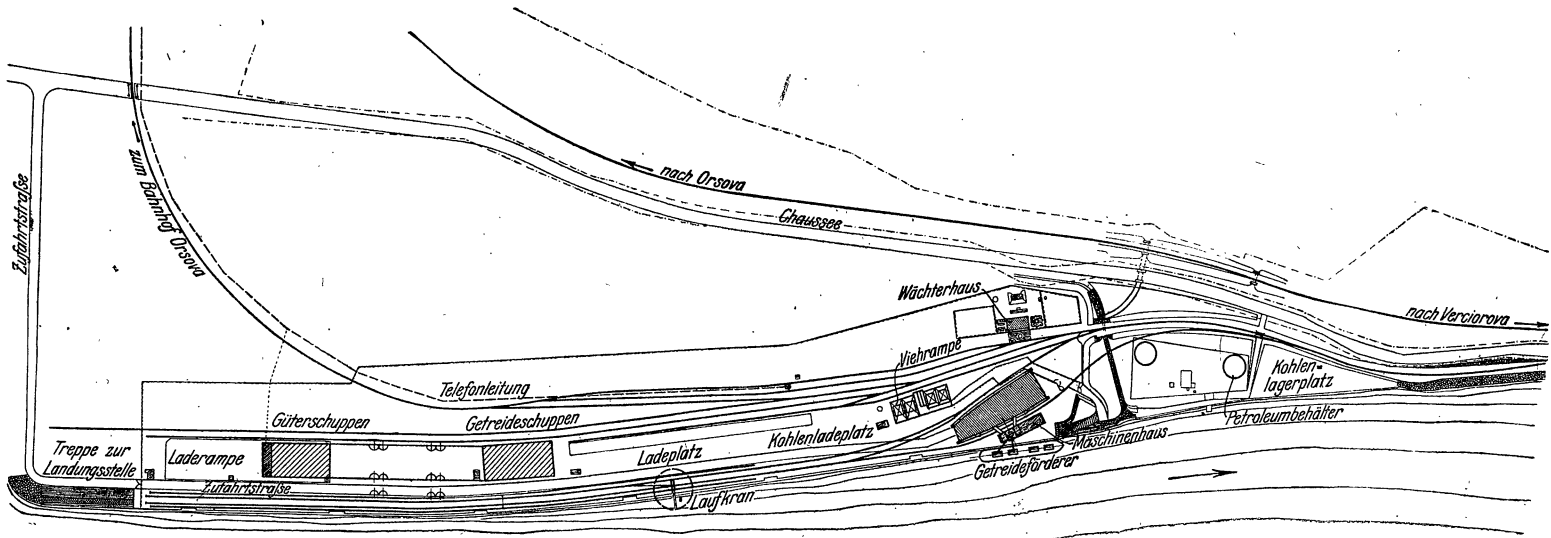 nach Orsova
zum Bahnhof Orsova
Zufahrtstraße
Chaussee
Wächterhaus
nach Verciorova
Viehrampe
Telefonleitung
Kohlen-
lagerplatz
Güterschuppen
Getreideschuppen
Petroleumbehälter
Kohlenladeplatz
Maschinenhaus
Treppe zur
Landungsstelle
Laderampe
Ladeplatz
Getreideförderer
Zufahrtstraße
Laufkran